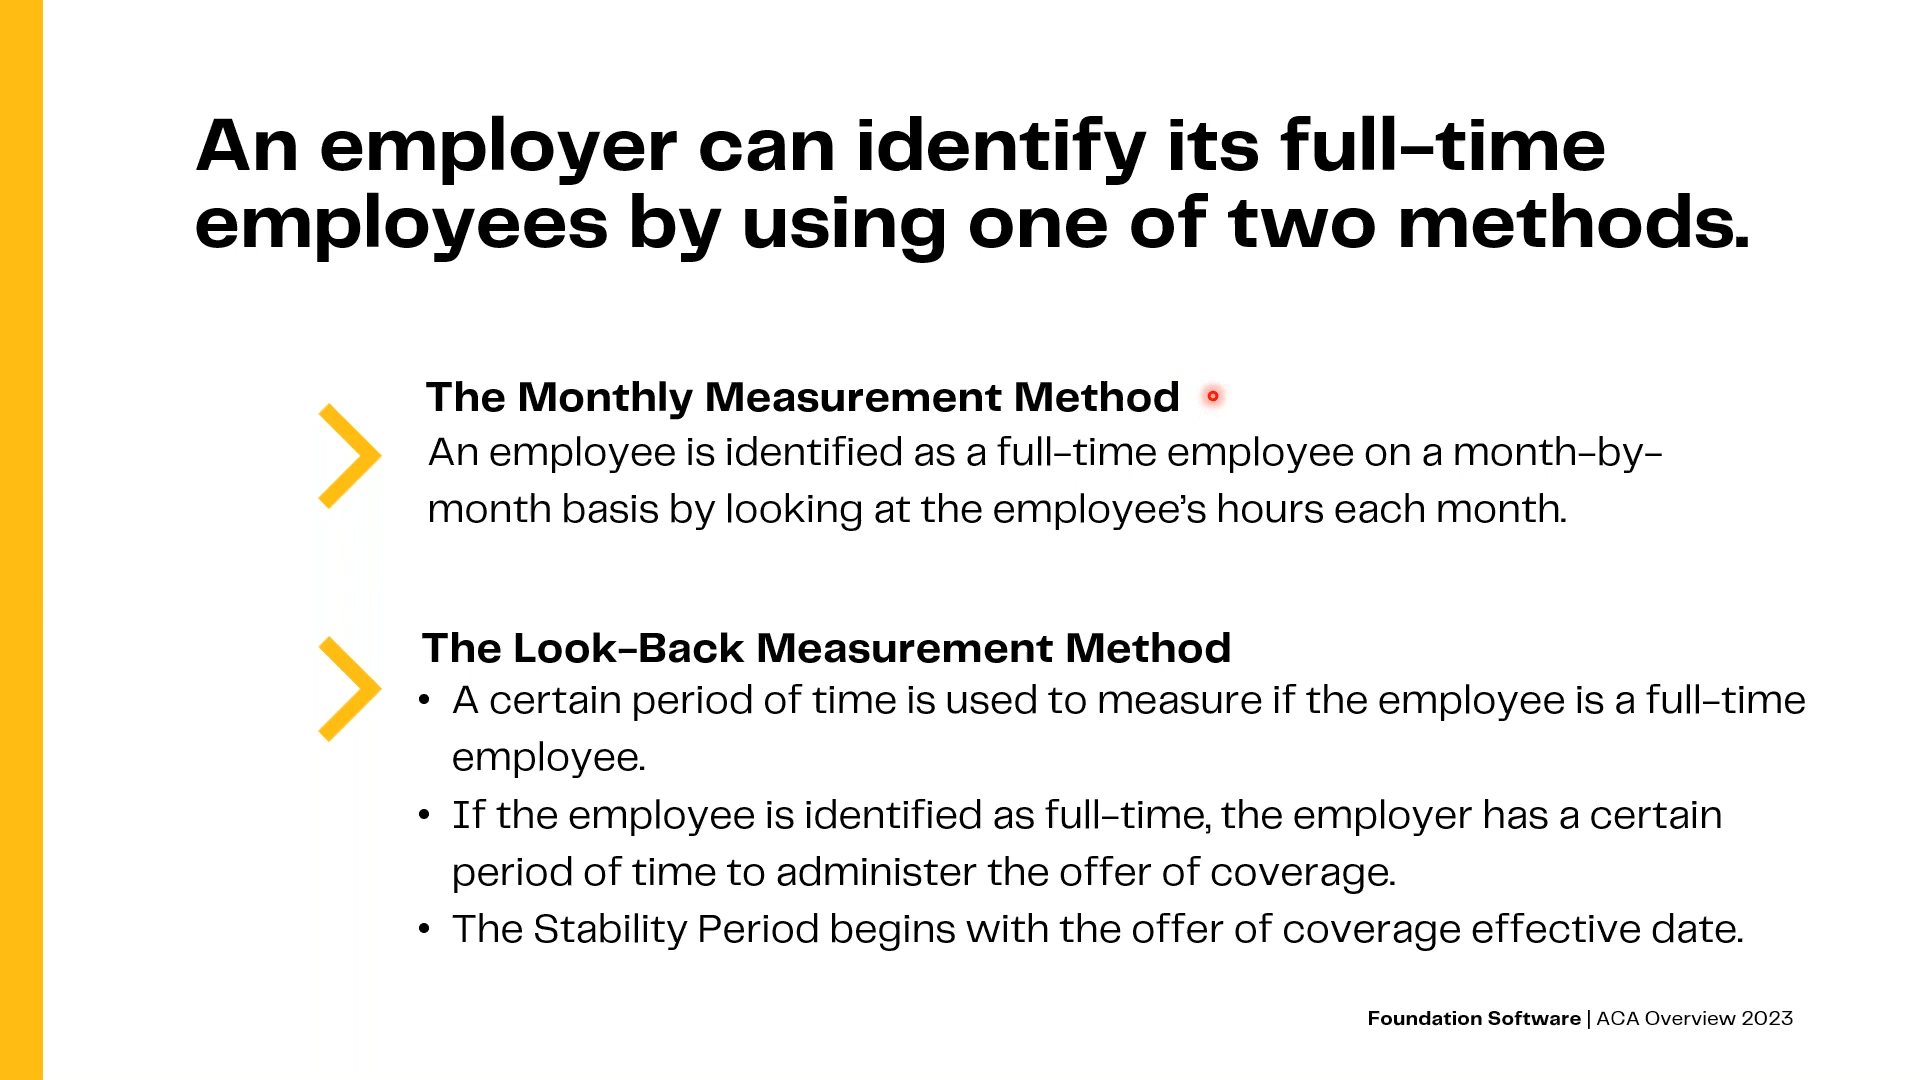 An employer can identify its full-time
employees by using one of two methods.
The Monthly Measurement Method
An employee is identified as a full-time employee on a month-by-
month basis by looking at the employee’s hours each month.
The Look-Back Measurement Method
• A certain period of time is used to measure if the employee is a full-time
employee.
• If the employee is identified as full-time, the employer has a certain
period of time to administer the offer of coverage.
• The Stability Period begins with the offer of coverage effective date.
Foundation Software | ACA Overview 2023